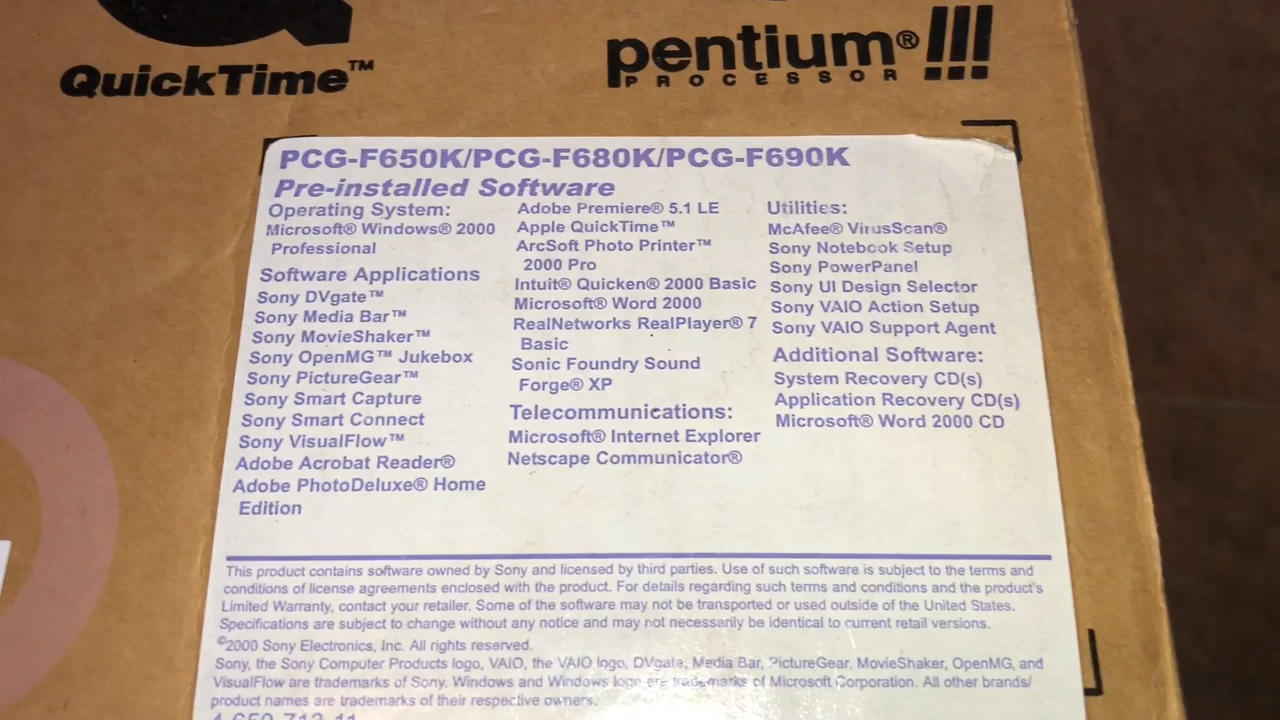 QuickTime™
pentium® !!!
PROCESSOR
PCG-F650K/PCG-F680K/PCG-F690K
Pre-installed Software
Operating System:
Microsoft® Windows® 2000
Professional
Software Applications
Sony DVgate™
Sony Media Bar™
Sony MovieShaker™
Sony OpenMG™ Jukebox
Sony PictureGear™
Sony Smart Capture
Sony Smart Connect
Sony VisualFlow™
Adobe Acrobat Reader®
Adobe PhotoDeluxe® Home
Edition
Adobe Premiere® 5.1 LE
Apple QuickTime™
ArcSoft Photo Printer™
2000 Pro
Intuit® Quicken® 2000 Basic
Microsoft® Word 2000
RealNetworks RealPlayer® 7
Basic
Sonic Foundry Sound
Forge® XP
Telecommunications:
Microsoft® Internet Explorer
Netscape Communicator®
Utilities:
McAfee® VirusScan®
Sony Notebook Setup
Sony PowerPanel
Sony UI Design Selector
Sony VAIO Action Setup
Sony VAIO Support Agent
Additional Software:
System Recovery CD(s)
Application Recovery CD(s)
Microsoft® Word 2000 CD
This product contains software owned by Sony and licensed by third parties. Use of such software is subject to the terms and
conditions of license agreements enclosed with the product. For details regarding such terms and conditions and the product's
Limited Warranty, contact your retailer. Some of the software may not be transported or used outside of the United States.
Specifications are subject to change without any notice and may not necessarily be identical to current retail versions.
©2000 Sony Electronics, Inc. All rights reserved.
Sony, the Sony Computer Products logo, VAIO, the VAIO logo, DVgate, Media Bar, PictureGear, MovieShaker, OpenMG, and
VisualFlow are trademarks of Sony. Windows and Windows logo are trademarks of Microsoft Corporation. All other brands/
product names are trademarks of their respective owners.